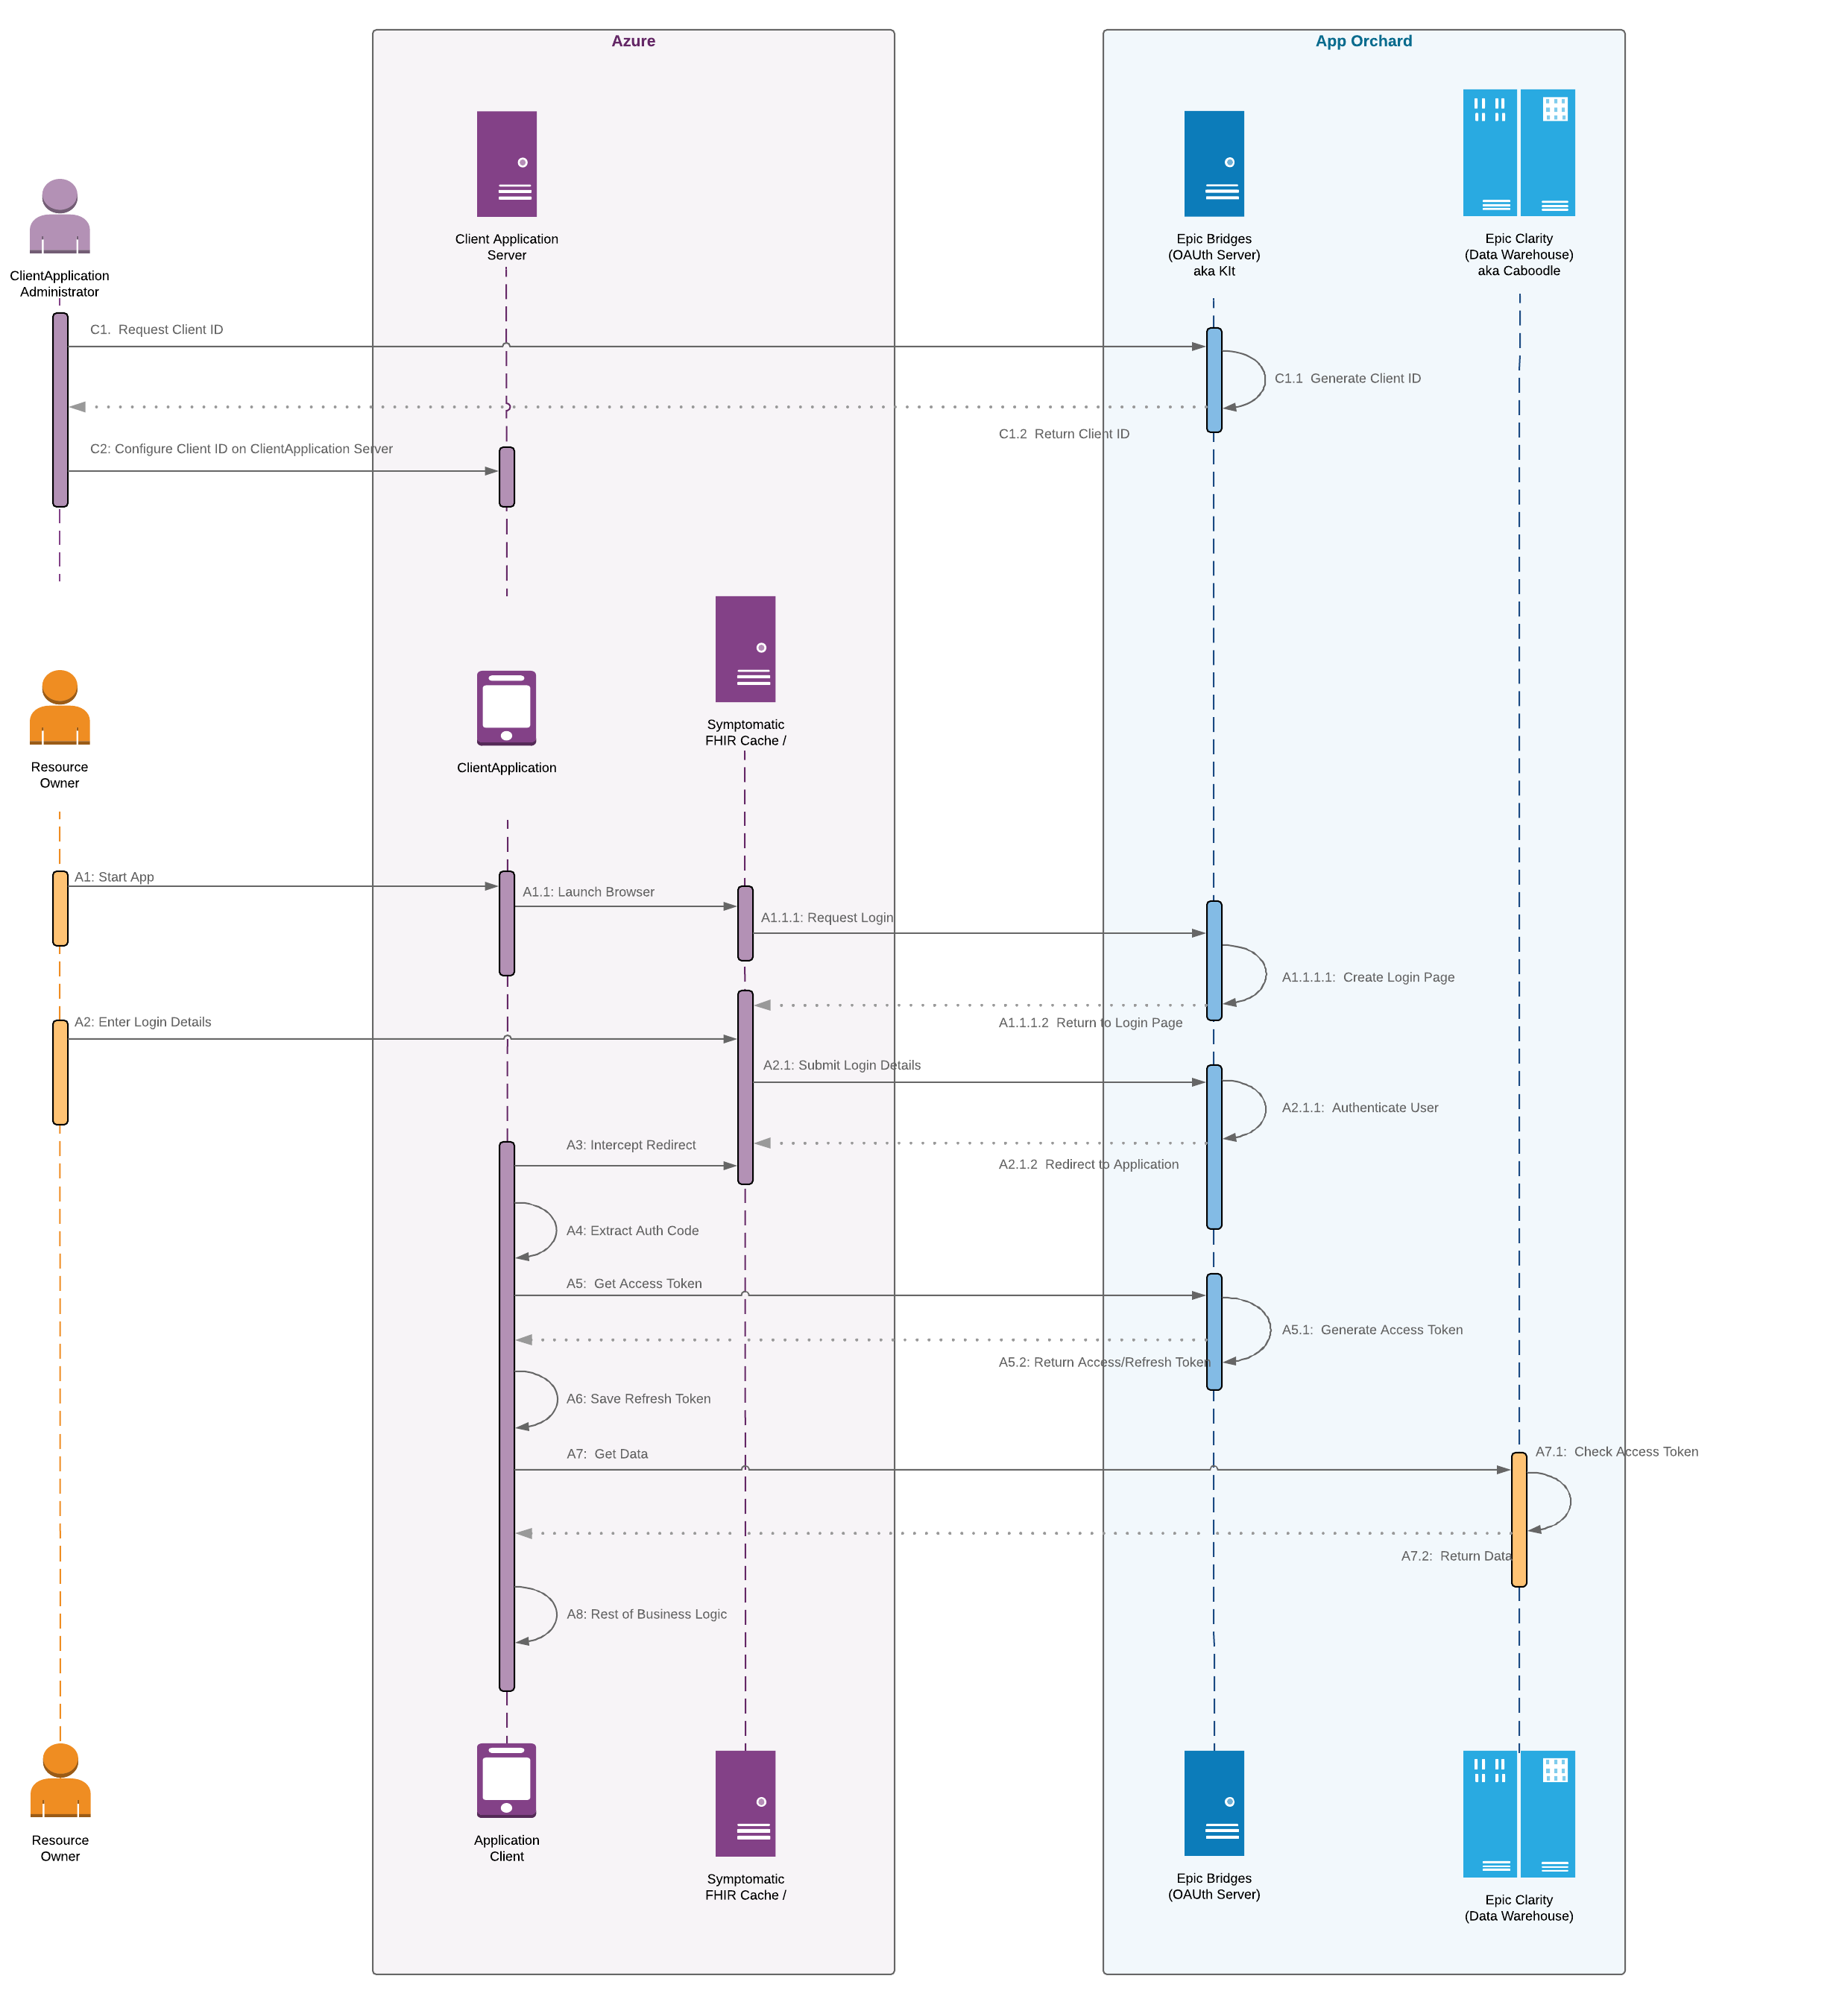 Azure
App Orchard
Client Application
Server
Epic Bridges
(OAUth Server)
aka KIt
Epic Clarity
(Data Warehouse)
aka Caboodle
ClientApplication
Administrator
C1.  Request Client ID
C1.1  Generate Client ID
C1.2  Return Client ID
C2: Configure Client ID on ClientApplication Server
Symptomatic
FHIR Cache /
Resource
Owner
ClientApplication
A1: Start App
A1.1: Launch Browser
A1.1.1: Request Login
A1.1.1.1:  Create Login Page
A1.1.1.2  Return to Login Page
A2: Enter Login Details
A2.1: Submit Login Details
A2.1.1:  Authenticate User
A3: Intercept Redirect
A2.1.2  Redirect to Application
A4: Extract Auth Code
A5:  Get Access Token
A5.1:  Generate Access Token
A5.2: Return Access/Refresh Token
A6: Save Refresh Token
A7:  Get Data
A7.1:  Check Access Token
A7.2:  Return Data
A8: Rest of Business Logic
Resource
Owner
Application
Client
Symptomatic
FHIR Cache /
Epic Bridges
(OAUth Server)
Epic Clarity
(Data Warehouse)